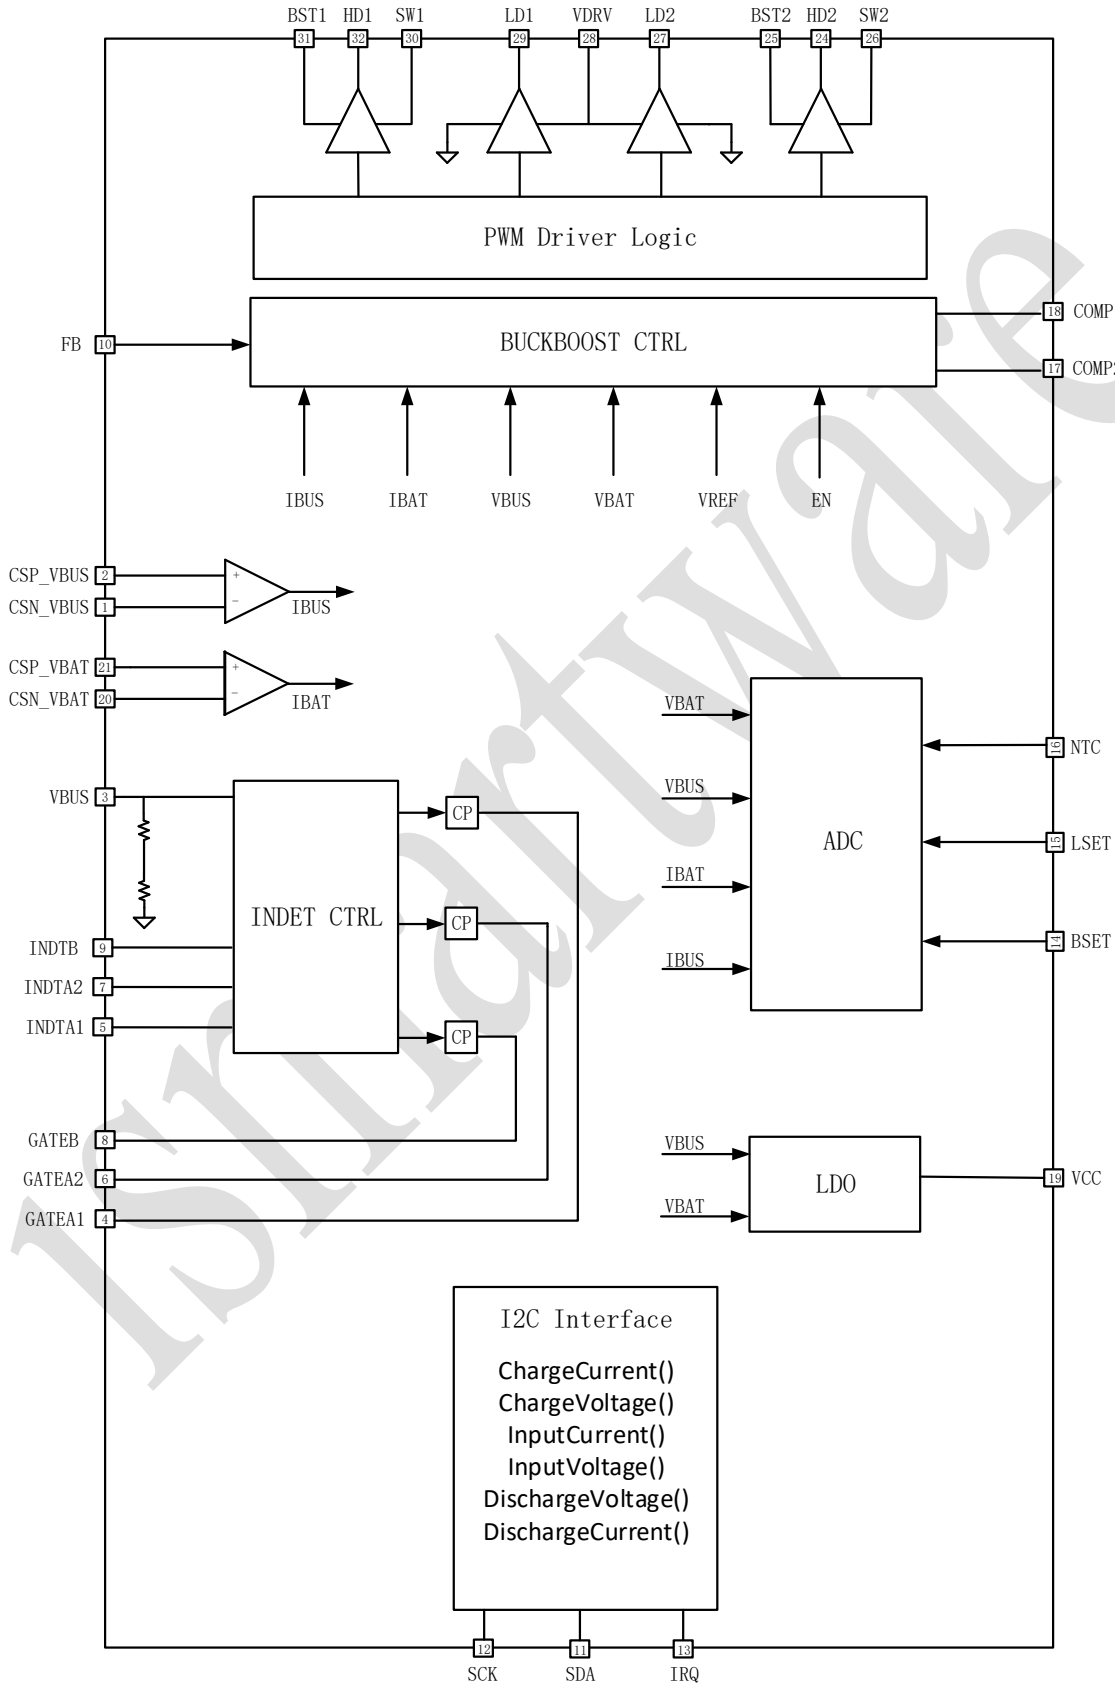 BST1 HD1 SW1 LD1 VDRV LD2 BST2 HD2 SW2
31 32 30 29 28 27 25 24 26
PWM Driver Logic
FB 10
BUCKBOOST CTRL
18 COMP
17 COMP2
IBUS IBAT VBUS VBAT VREF EN
CSP_VBUS 2
CSN_VBUS 1
+
−
IBUS
CSP_VBAT 21
CSN_VBAT 20
+
−
IBAT
VBUS 3
INDTB 9
INDTA2 7
INDTA1 5
INDET CTRL
CP
CP
CP
GATEB 8
GATEA2 6
GATEA1 4
VBAT
VBUS
IBAT
IBUS
ADC
16 NTC
15 LSET
14 BSET
VBUS
VBAT
LDO
19 VCC
I2C Interface
ChargeCurrent()
ChargeVoltage()
InputCurrent()
InputVoltage()
DischargeVoltage()
DischargeCurrent()
12 11 13
SCK SDA IRQ
Ismartware